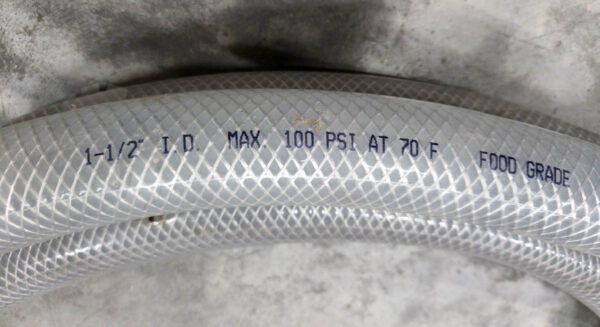 1-1/2" I.D. MAX. 100 PSI AT 70 F FOOD GRADE